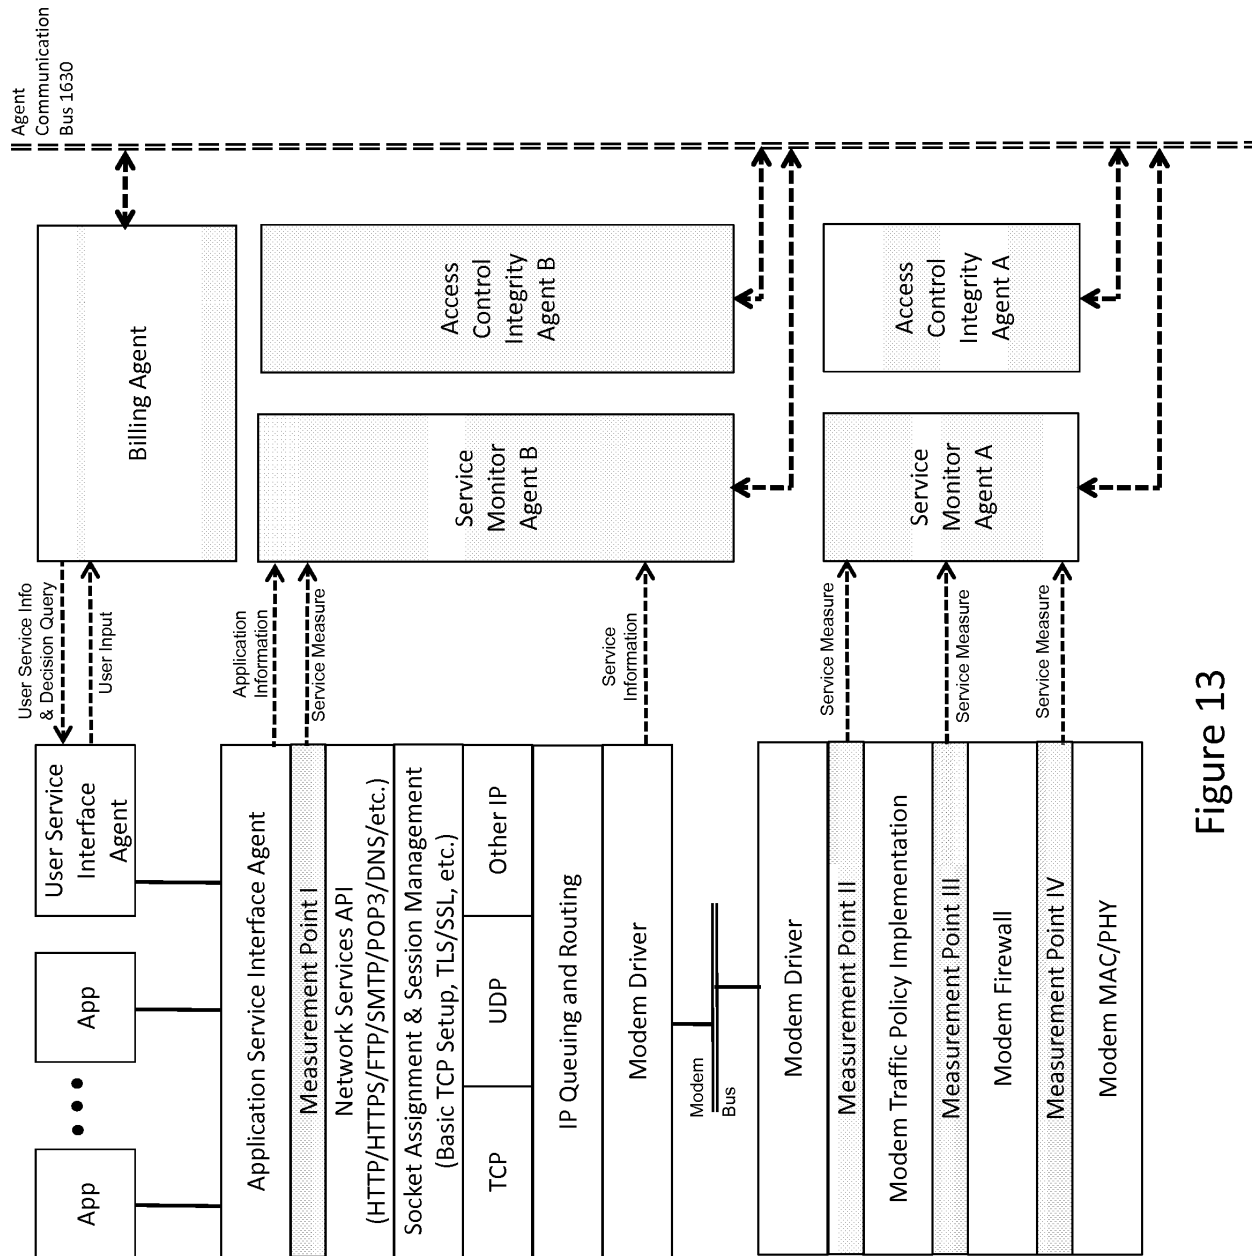 Agent
Communication
Bus 1630
Billing Agent
Access
Control
Integrity
Agent B
Access
Control
Integrity
Agent A
Service
Monitor
Agent B
Service
Monitor
Agent A
User Service Info
& Decision Query
User Input
Application
Information
Service Measure
Service
Information
Service Measure
Service Measure
Service Measure
App
App
User Service
Interface
Agent
Application Service Interface Agent
Measurement Point I
Network Services API
(HTTP/HTTPS/FTP/SMTP/POP3/DNS/etc.)
Socket Assignment & Session Management
(Basic TCP Setup, TLS/SSL, etc.)
TCP
UDP
Other IP
IP Queuing and Routing
Modem Driver
Modem
Bus
Modem Driver
Measurement Point II
Modem Traffic Policy Implementation
Measurement Point III
Modem Firewall
Measurement Point IV
Modem MAC/PHY
Figure 13